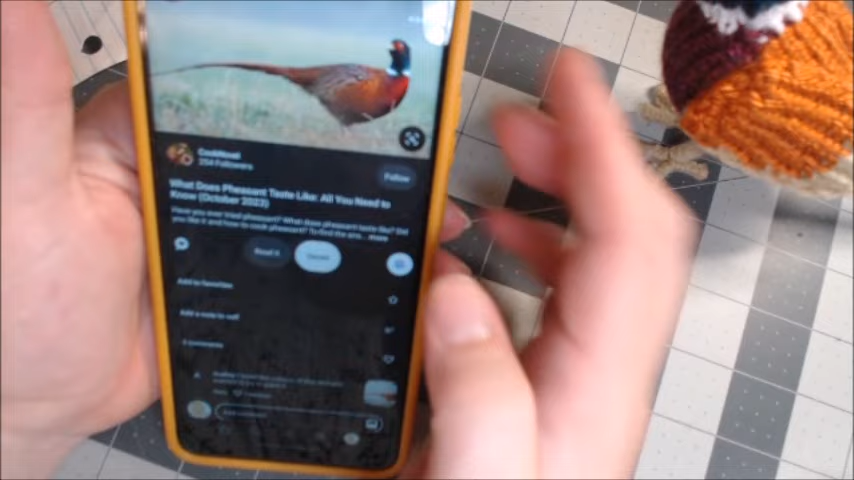 CookNovel
254 Followers
Follow
What Does Pheasant Taste Like: All You Need to
Know (October 2023)
Have you ever tried pheasant? What does pheasant taste like? Did
you like it and how to cook pheasant? To find the ans... more
Read it
Saved
Add to favorites
Add a note to self